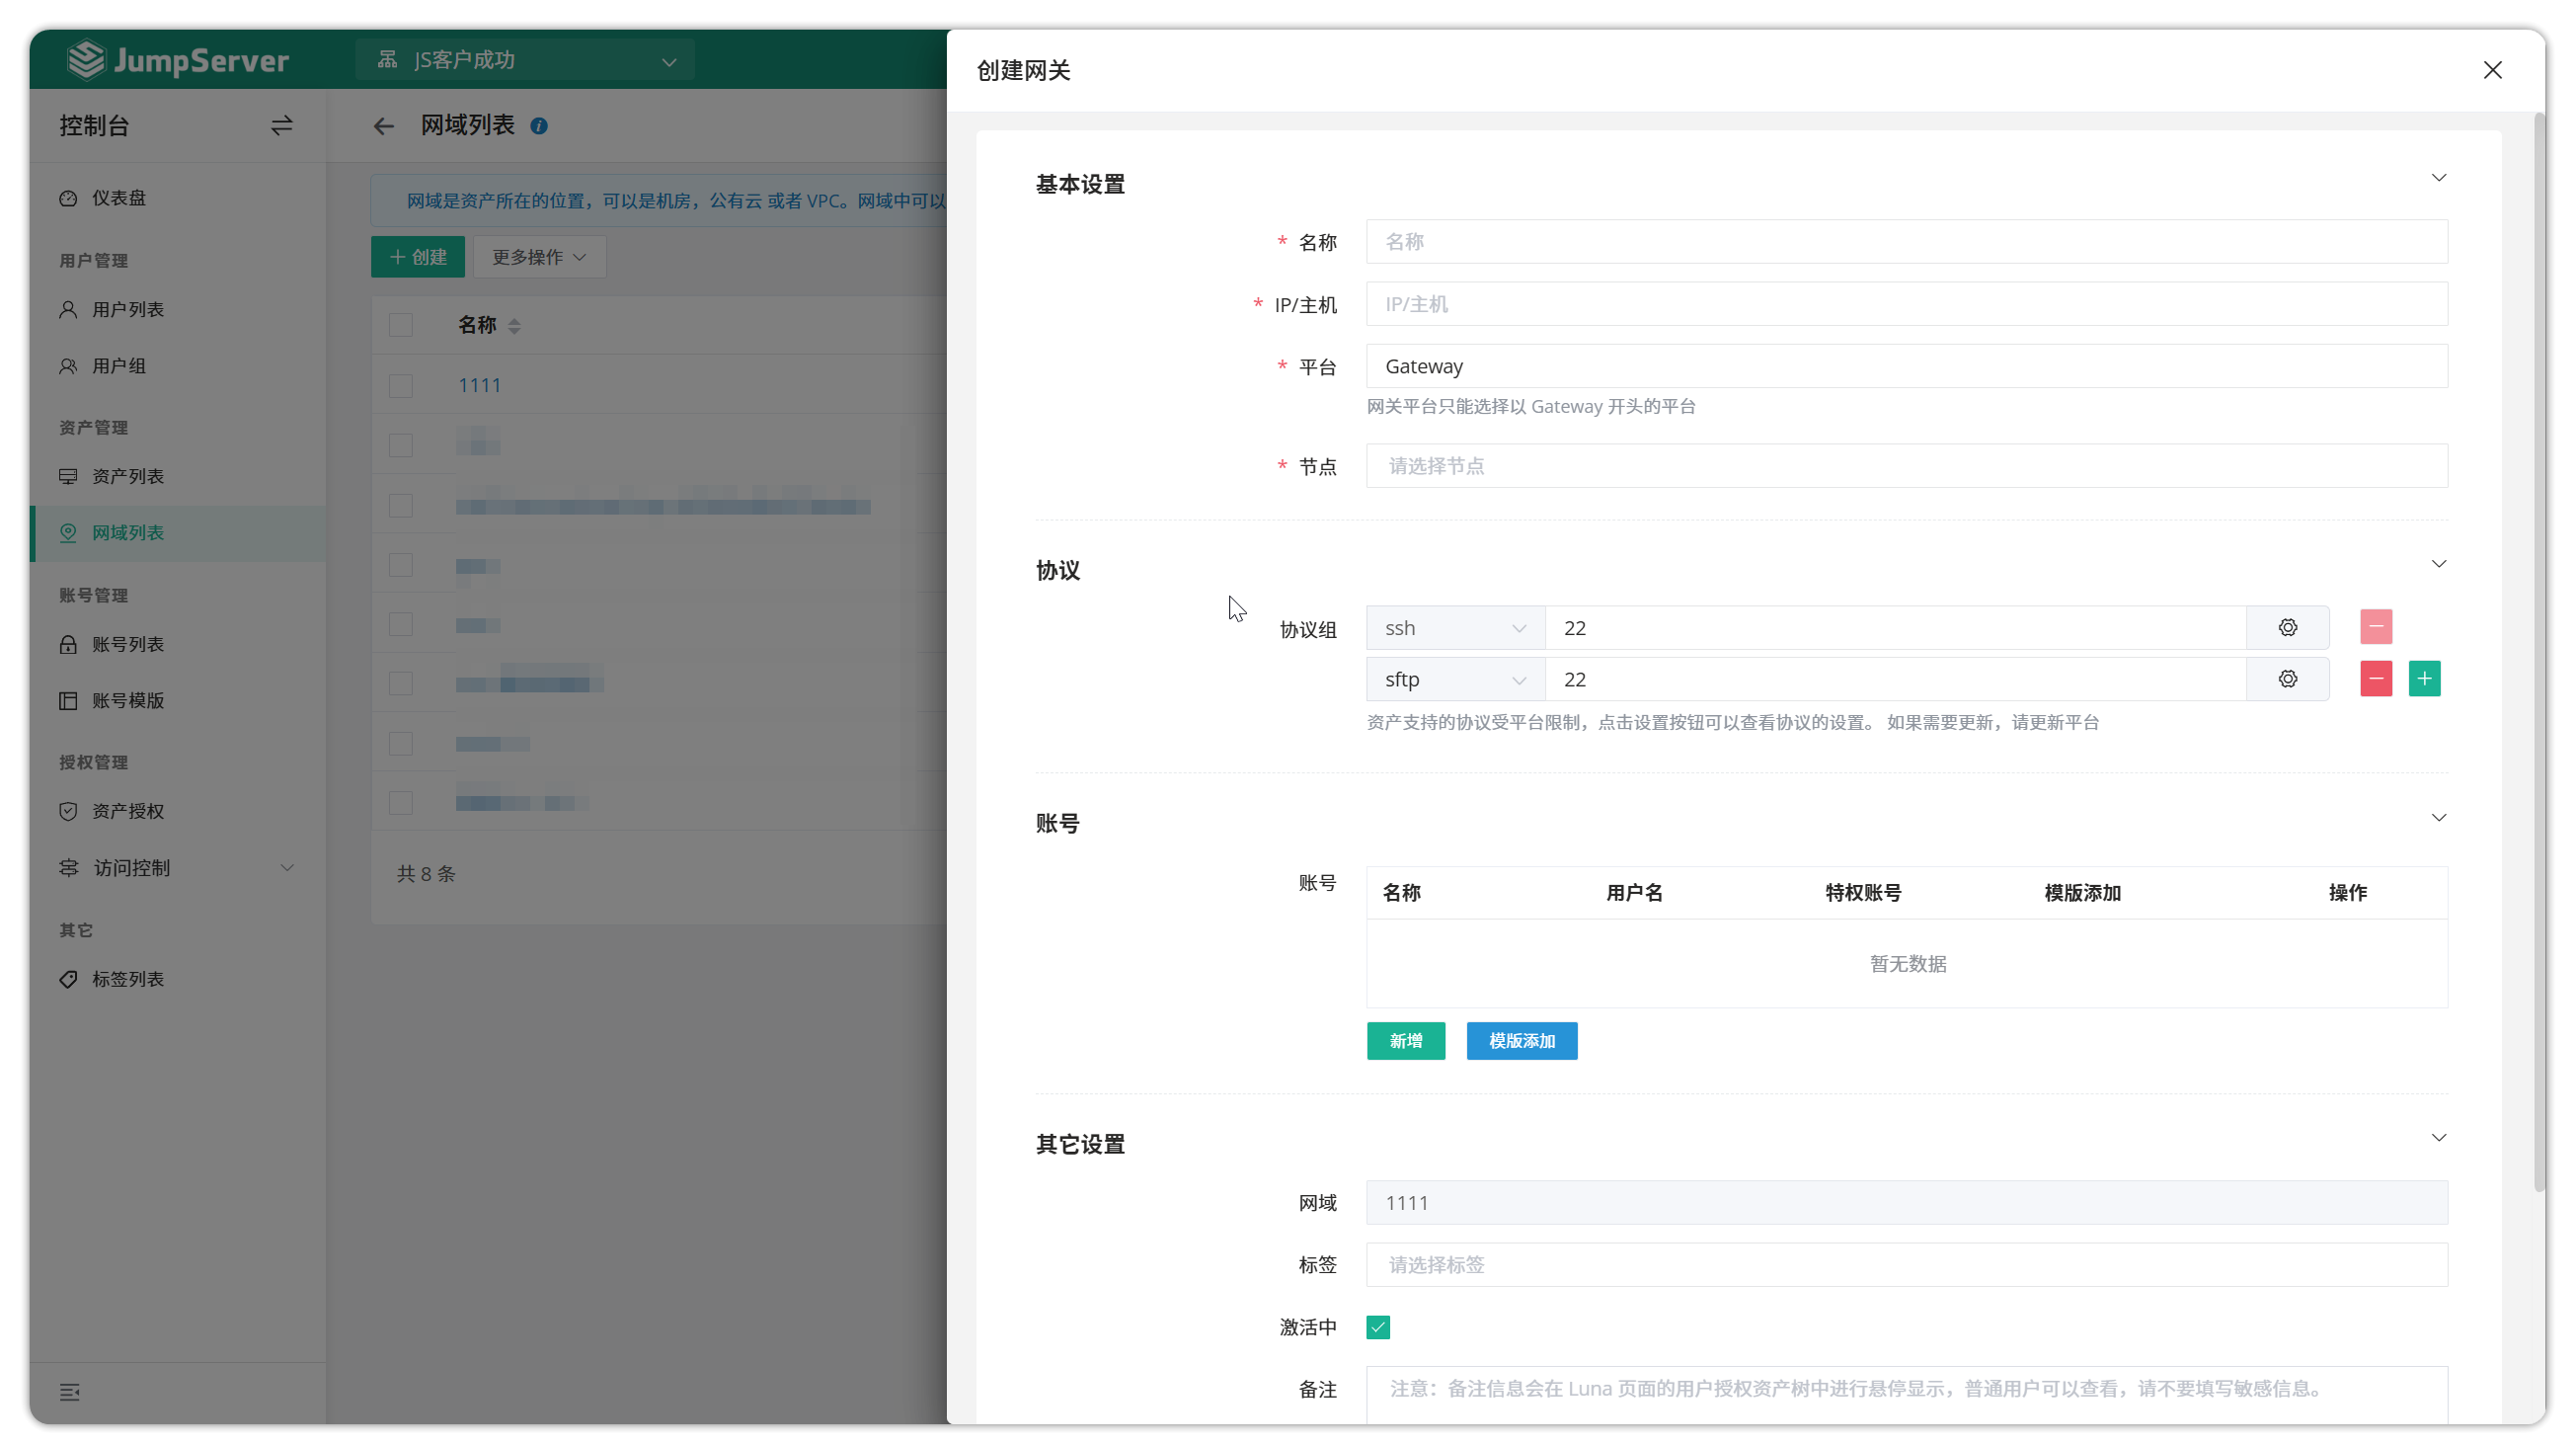 JumpServer
JS客户成功
控制台
仪表盘
用户管理
用户列表
用户组
资产管理
资产列表
网域列表
账号管理
账号列表
账号模版
授权管理
资产授权
访问控制
其它
标签列表
网域列表
网域是资产所在的位置，可以是机房，公有云 或者 VPC。网域中可以
创建
更多操作
名称
1111
共 8 条
创建网关
基本设置
* 名称
名称
* IP/主机
IP/主机
* 平台
Gateway
网关平台只能选择以 Gateway 开头的平台
* 节点
请选择节点
协议
协议组
ssh 22
sftp 22
资产支持的协议受平台限制，点击设置按钮可以查看协议的设置。 如果需要更新，请更新平台
账号
账号
名称 用户名 特权账号 模版添加 操作
暂无数据
新增 模版添加
其它设置
网域
1111
标签
请选择标签
激活中
备注
注意：备注信息会在 Luna 页面的用户授权资产树中进行悬停显示，普通用户可以查看，请不要填写敏感信息。